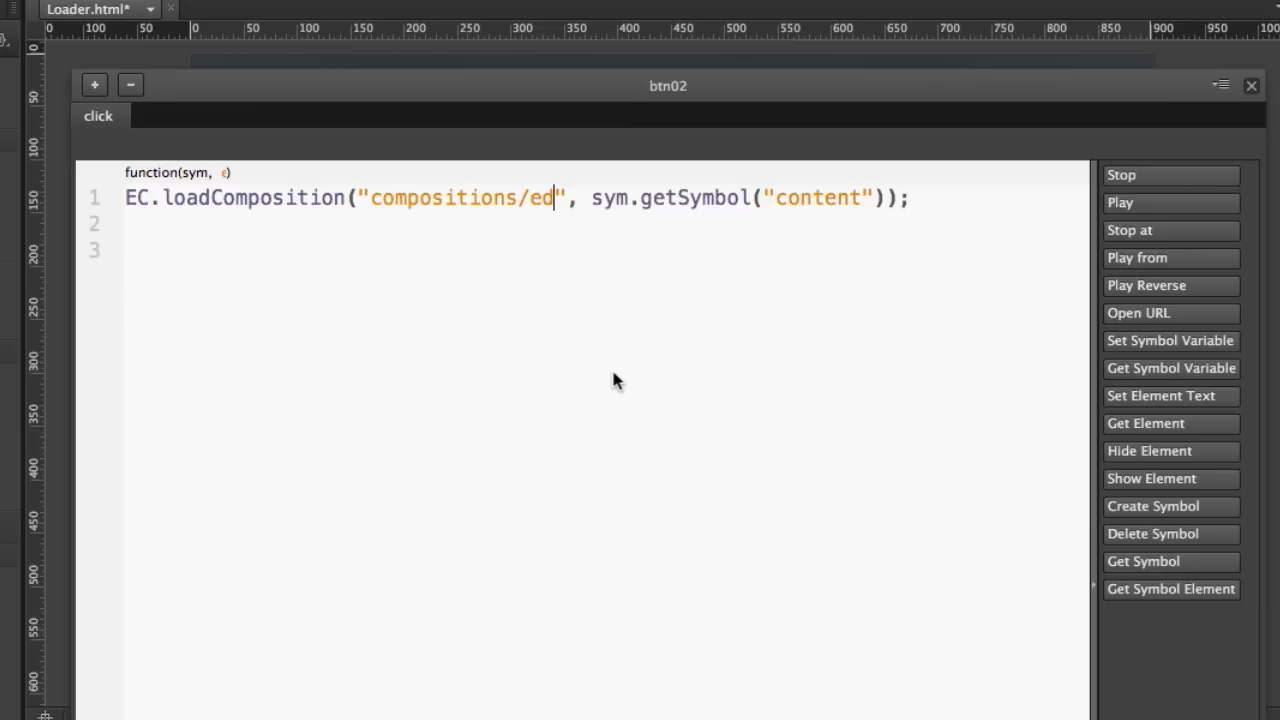 Loader.html*
0 100 50 0 50 100 150 200 250 300 350 400 450 500 550 600 650 700 750 800 850 900 950 100
0
50
100
150
200
250
300
350
400
450
500
550
600
+ - btn02
click
function(sym, e)
1 EC.loadComposition("compositions/ed", sym.getSymbol("content"));
2
3
Stop
Play
Stop at
Play from
Play Reverse
Open URL
Set Symbol Variable
Get Symbol Variable
Set Element Text
Get Element
Hide Element
Show Element
Create Symbol
Delete Symbol
Get Symbol
Get Symbol Element